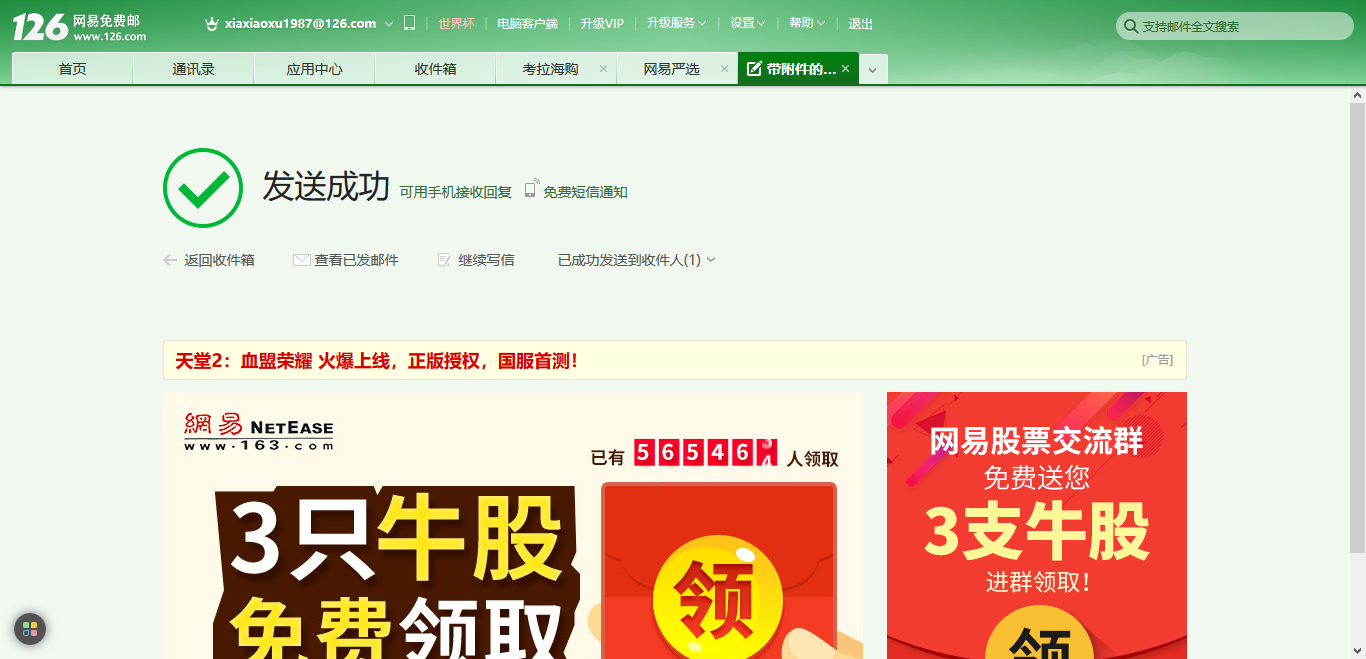 126 网易免费邮
www.126.com
xiaxiaoxu1987@126.com
世界杯
电脑客户端
升级VIP
升级服务
设置
帮助
退出
支持邮件全文搜索
首页
通讯录
应用中心
收件箱
考拉海购
网易严选
带附件的...
发送成功
可用手机接收回复
免费短信通知
返回收件箱
查看已发邮件
继续写信
已成功发送到收件人(1)
天堂2：血盟荣耀 火爆上线，正版授权，国服首测！
[广告]
網易 NETEASE
www.163.com
已有 56546 人领取
3只牛股
免费领取
领
网易股票交流群
免费送您
3支牛股
进群领取！
领